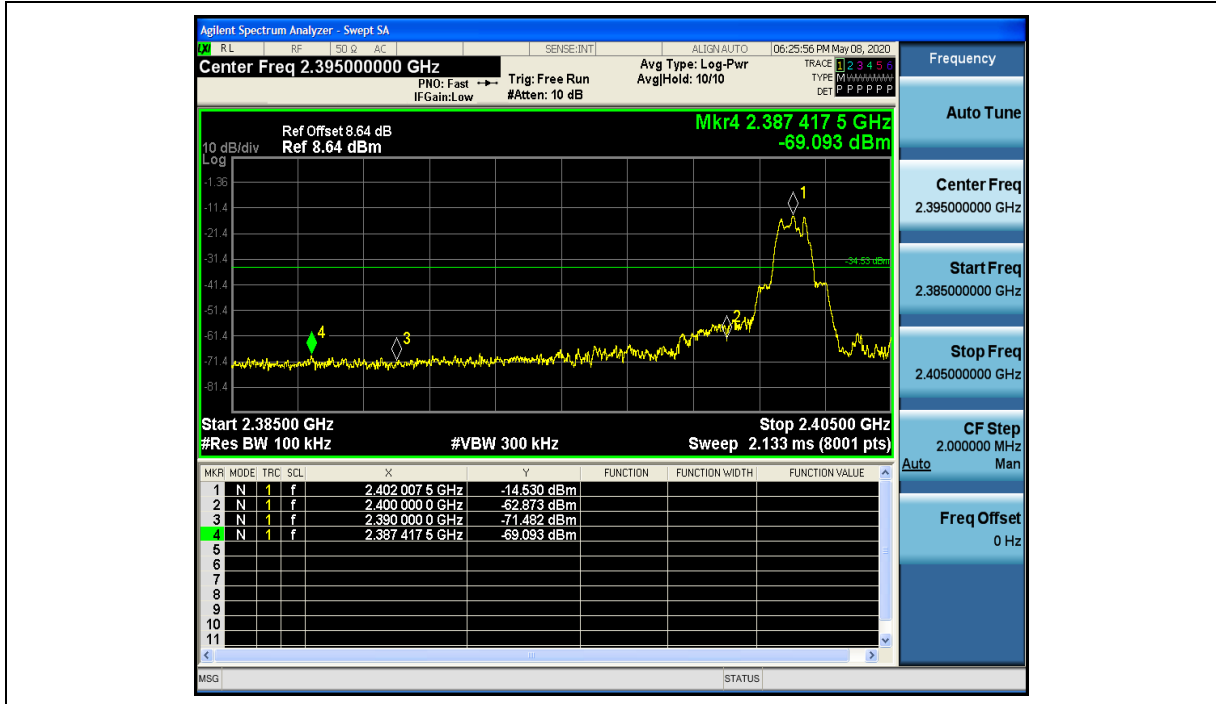 Agilent Spectrum Analyzer - Swept SA
LXI RL RF 50 Ω AC SENSE:INT ALIGN AUTO 06:25:56 PM May 08, 2020
Center Freq 2.395000000 GHz
PNO: Fast
IFGain:Low
Trig: Free Run
#Atten: 10 dB
Avg Type: Log-Pwr
Avg|Hold: 10/10
TRACE 1 2 3 4 5 6
TYPE MWWWWW
DET P P P P P P
Ref Offset 8.64 dB
10 dB/div Ref 8.64 dBm
Log
Mkr4 2.387 417 5 GHz
-69.093 dBm
-1.36
-11.4
-21.4
-31.4
-41.4
-51.4
-61.4
-71.4
-81.4
1
-34.53 dBm
2
3
4
Start 2.38500 GHz Stop 2.40500 GHz
#Res BW 100 kHz #VBW 300 kHz Sweep 2.133 ms (8001 pts)
MKR MODE TRC SCL X Y FUNCTION FUNCTION WIDTH FUNCTION VALUE
1 N 1 f 2.402 007 5 GHz -14.530 dBm
2 N 1 f 2.400 000 0 GHz -62.873 dBm
3 N 1 f 2.390 000 0 GHz -71.482 dBm
4 N 1 f 2.387 417 5 GHz -69.093 dBm
5
6
7
8
9
10
11
MSG STATUS
Frequency
Auto Tune
Center Freq
2.395000000 GHz
Start Freq
2.385000000 GHz
Stop Freq
2.405000000 GHz
CF Step
2.000000 MHz
Auto Man
Freq Offset
0 Hz